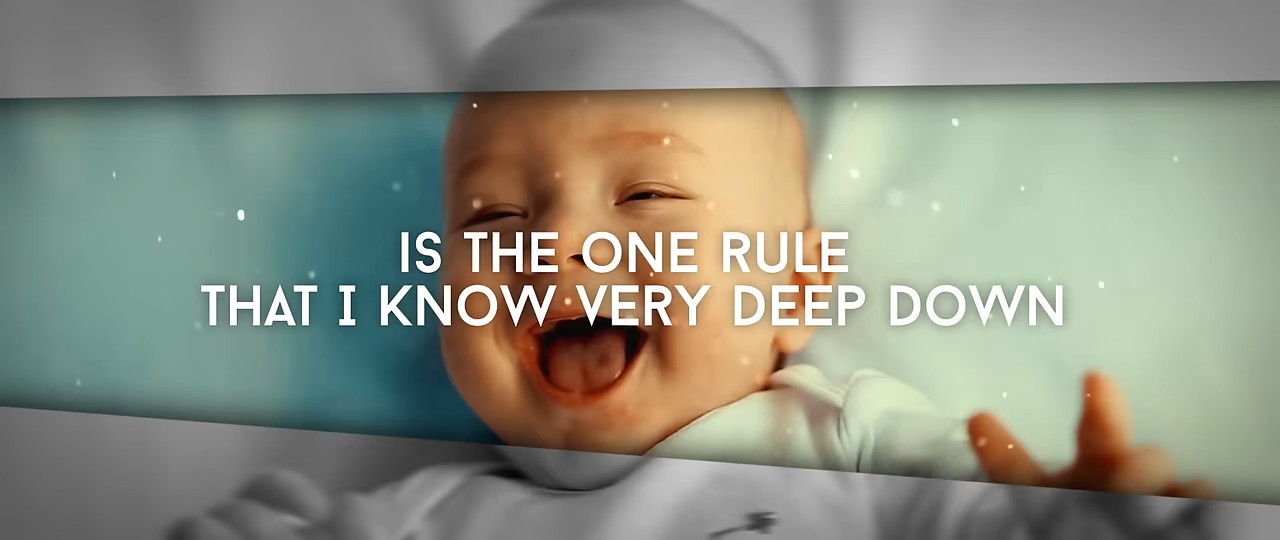 IS THE ONE RULE
THAT I KNOW VERY DEEP DOWN